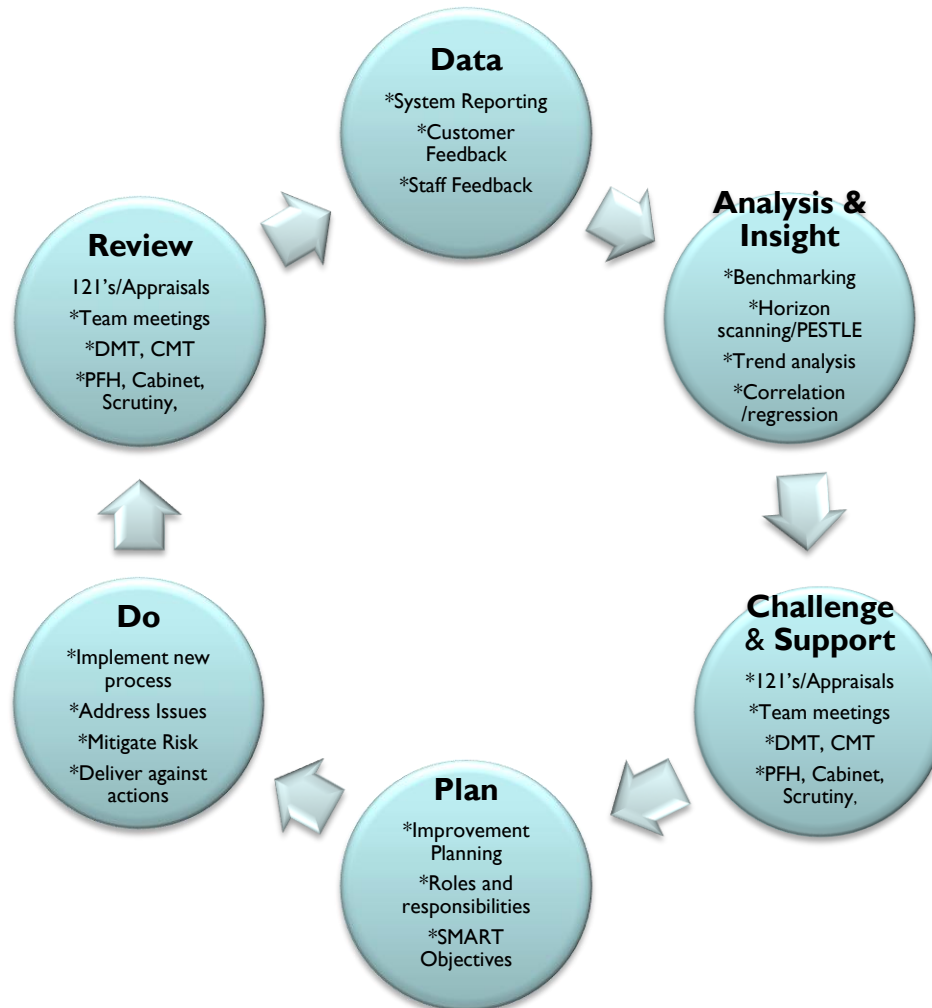 Data
*System Reporting
*Customer
Feedback
*Staff Feedback
Analysis &
Insight
*Benchmarking
*Horizon
scanning/PESTLE
*Trend analysis
*Correlation
/regression
Challenge
& Support
*121's/Appraisals
*Team meetings
*DMT, CMT
*PFH, Cabinet,
Scrutiny,
Plan
*Improvement
Planning
*Roles and
responsibilities
*SMART
Objectives
Do
*Implement new
process
*Address Issues
*Mitigate Risk
*Deliver against
actions
Review
121's/Appraisals
*Team meetings
*DMT, CMT
*PFH, Cabinet,
Scrutiny,